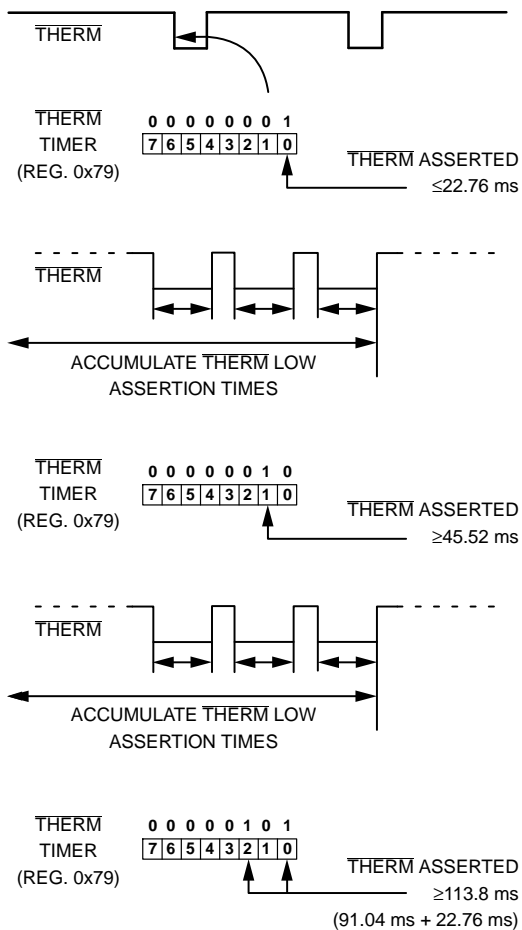 THERM
THERM
TIMER
(REG. 0x79)
0 0 0 0 0 0 0 1
7 6 5 4 3 2 1 0
THERM ASSERTED
≤22.76 ms
THERM
ACCUMULATE THERM LOW
ASSERTION TIMES
THERM
TIMER
(REG. 0x79)
0 0 0 0 0 0 1 0
7 6 5 4 3 2 1 0
THERM ASSERTED
≥45.52 ms
THERM
ACCUMULATE THERM LOW
ASSERTION TIMES
THERM
TIMER
(REG. 0x79)
0 0 0 0 0 1 0 1
7 6 5 4 3 2 1 0
THERM ASSERTED
≥113.8 ms
(91.04 ms + 22.76 ms)